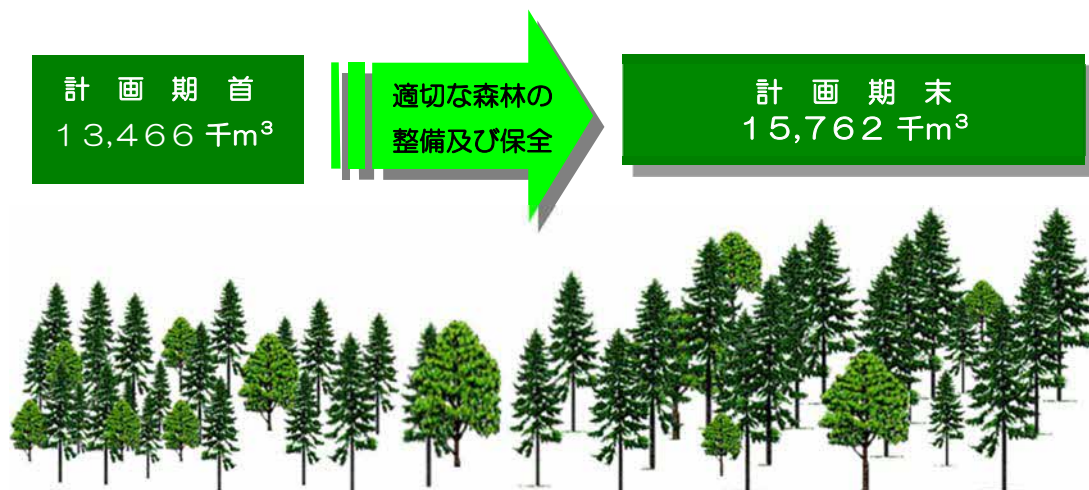 計画期首
１３,４６６ 千m³
適切な森林の
整備及び保全
計画期末
１５,７６２ 千m³